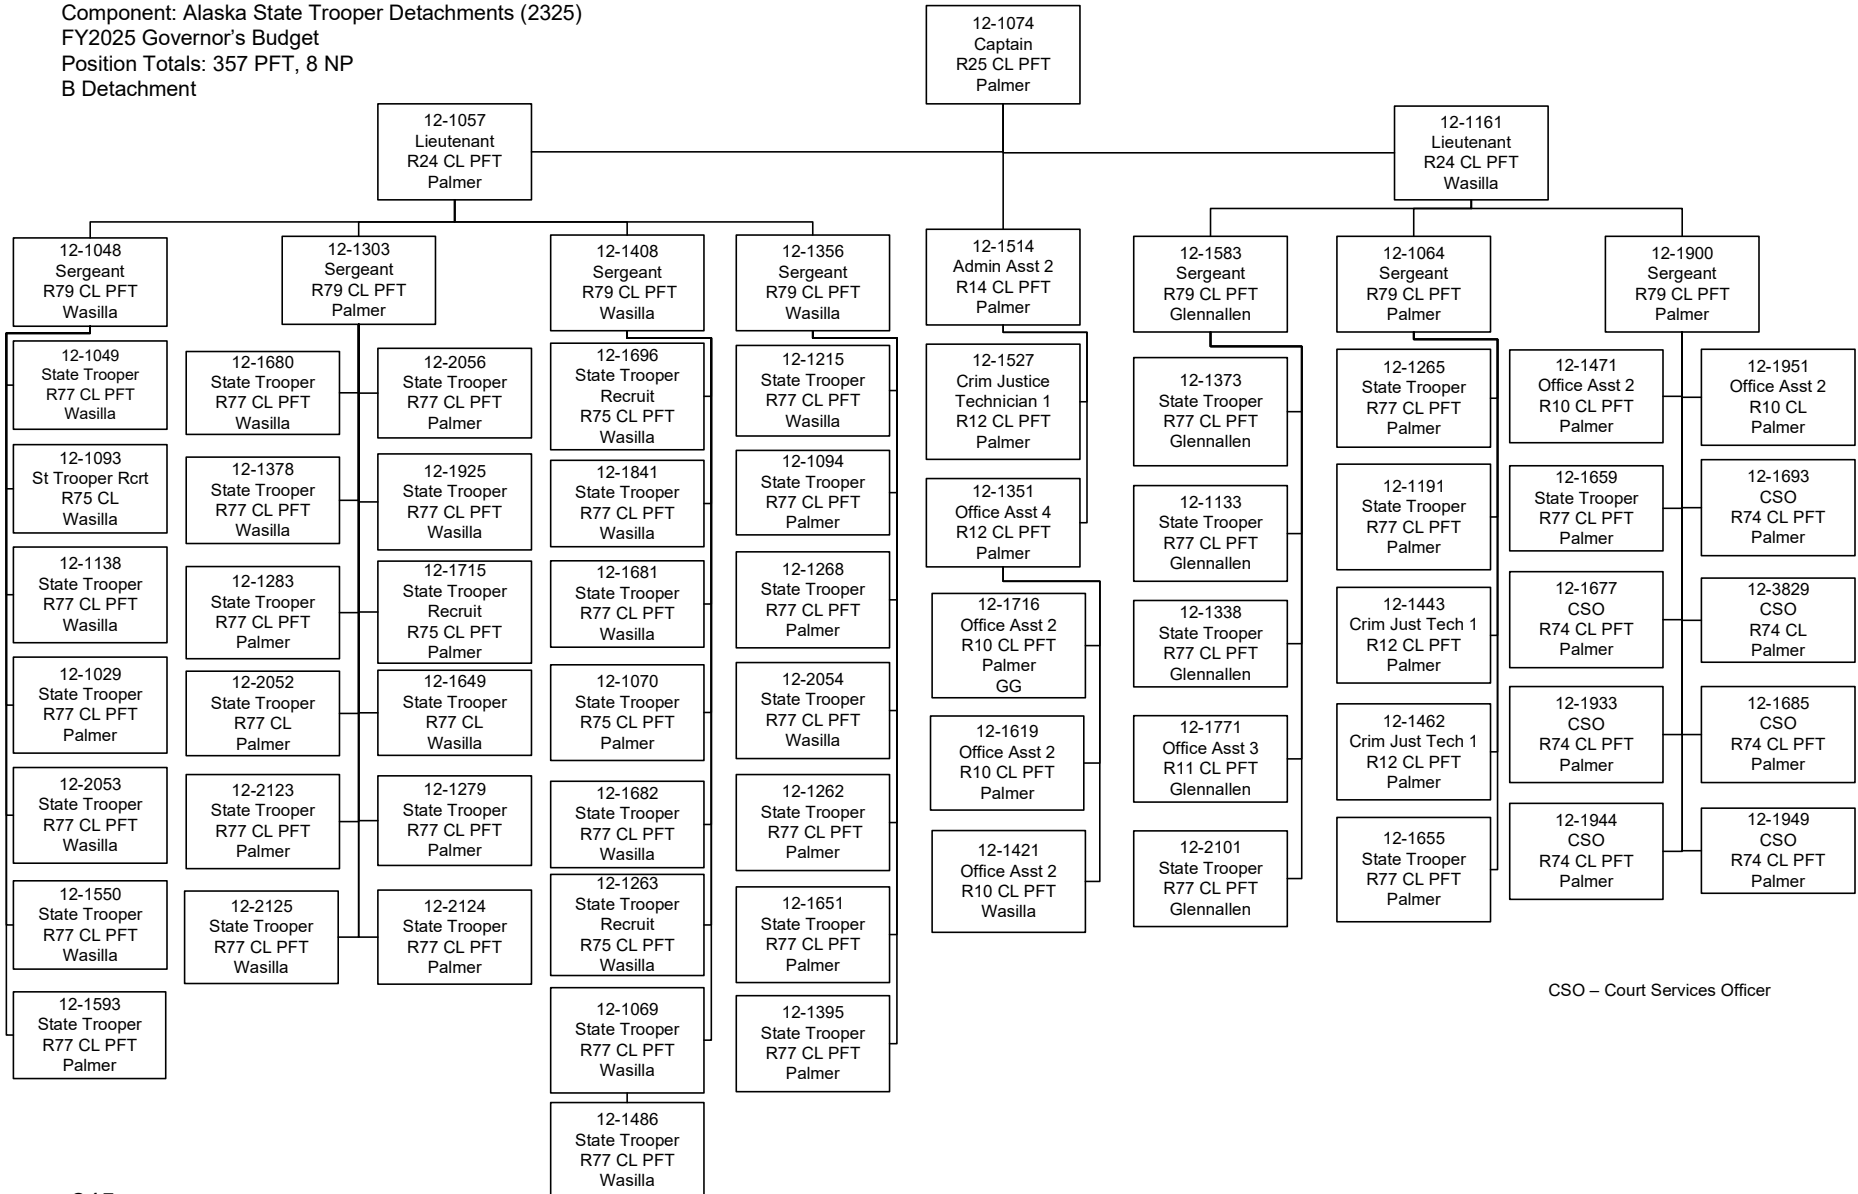 Component: Alaska State Trooper Detachments (2325)
FY2025 Governor's Budget
Position Totals: 357 PFT, 8 NP
B Detachment
12-1074
Captain
R25 CL PFT
Palmer
12-1057
Lieutenant
R24 CL PFT
Palmer
12-1161
Lieutenant
R24 CL PFT
Wasilla
12-1048
Sergeant
R79 CL PFT
Wasilla
12-1049
State Trooper
R77 CL PFT
Wasilla
12-1093
St Trooper Rcrt
R75 CL
Wasilla
12-1138
State Trooper
R77 CL PFT
Wasilla
12-1029
State Trooper
R77 CL PFT
Palmer
12-2053
State Trooper
R77 CL PFT
Wasilla
12-1550
State Trooper
R77 CL PFT
Wasilla
12-1593
State Trooper
R77 CL PFT
Palmer
12-1303
Sergeant
R79 CL PFT
Palmer
12-1680
State Trooper
R77 CL PFT
Wasilla
12-2056
State Trooper
R77 CL PFT
Palmer
12-1378
State Trooper
R77 CL PFT
Wasilla
12-1925
State Trooper
R77 CL PFT
Wasilla
12-1283
State Trooper
R77 CL PFT
Palmer
12-1715
State Trooper
Recruit
R75 CL PFT
Palmer
12-2052
State Trooper
R77 CL
Palmer
12-1649
State Trooper
R77 CL
Wasilla
12-2123
State Trooper
R77 CL PFT
Palmer
12-1279
State Trooper
R77 CL PFT
Palmer
12-2125
State Trooper
R77 CL PFT
Wasilla
12-2124
State Trooper
R77 CL PFT
Palmer
12-1408
Sergeant
R79 CL PFT
Wasilla
12-1696
State Trooper
Recruit
R75 CL PFT
Wasilla
12-1841
State Trooper
R77 CL PFT
Wasilla
12-1681
State Trooper
R77 CL PFT
Wasilla
12-1070
State Trooper
R75 CL PFT
Palmer
12-1682
State Trooper
R77 CL PFT
Wasilla
12-1263
State Trooper
Recruit
R75 CL PFT
Wasilla
12-1069
State Trooper
R77 CL PFT
Wasilla
12-1486
State Trooper
R77 CL PFT
Wasilla
12-1356
Sergeant
R79 CL PFT
Wasilla
12-1215
State Trooper
R77 CL PFT
Wasilla
12-1094
State Trooper
R77 CL PFT
Palmer
12-1268
State Trooper
R77 CL PFT
Palmer
12-2054
State Trooper
R77 CL PFT
Wasilla
12-1262
State Trooper
R77 CL PFT
Palmer
12-1651
State Trooper
R77 CL PFT
Palmer
12-1395
State Trooper
R77 CL PFT
Palmer
12-1514
Admin Asst 2
R14 CL PFT
Palmer
12-1527
Crim Justice
Technician 1
R12 CL PFT
Palmer
12-1351
Office Asst 4
R12 CL PFT
Palmer
12-1716
Office Asst 2
R10 CL PFT
Palmer
GG
12-1619
Office Asst 2
R10 CL PFT
Palmer
12-1421
Office Asst 2
R10 CL PFT
Wasilla
12-1583
Sergeant
R79 CL PFT
Glennallen
12-1373
State Trooper
R77 CL PFT
Glennallen
12-1133
State Trooper
R77 CL PFT
Glennallen
12-1338
State Trooper
R77 CL PFT
Glennallen
12-1771
Office Asst 3
R11 CL PFT
Glennallen
12-2101
State Trooper
R77 CL PFT
Glennallen
12-1064
Sergeant
R79 CL PFT
Palmer
12-1265
State Trooper
R77 CL PFT
Palmer
12-1191
State Trooper
R77 CL PFT
Palmer
12-1443
Crim Just Tech 1
R12 CL PFT
Palmer
12-1462
Crim Just Tech 1
R12 CL PFT
Palmer
12-1655
State Trooper
R77 CL PFT
Palmer
12-1900
Sergeant
R79 CL PFT
Palmer
12-1471
Office Asst 2
R10 CL PFT
Palmer
12-1951
Office Asst 2
R10 CL
Palmer
12-1659
State Trooper
R77 CL PFT
Palmer
12-1693
CSO
R74 CL PFT
Palmer
12-1677
CSO
R74 CL PFT
Palmer
12-3829
CSO
R74 CL
Palmer
12-1933
CSO
R74 CL PFT
Palmer
12-1685
CSO
R74 CL PFT
Palmer
12-1944
CSO
R74 CL PFT
Palmer
12-1949
CSO
R74 CL PFT
Palmer
CSO – Court Services Officer